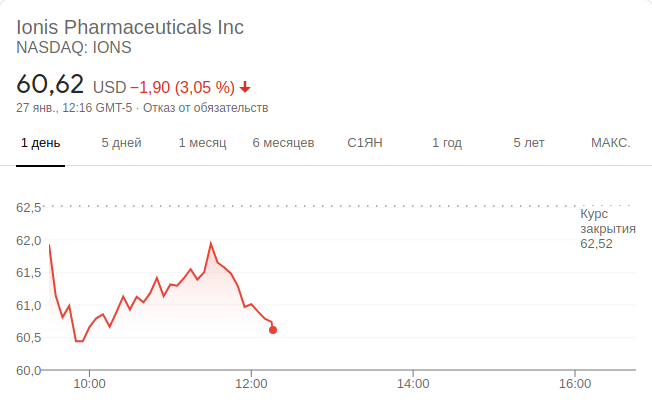 Ionis Pharmaceuticals Inc
NASDAQ: IONS
60,62 USD −1,90 (3,05 %)
27 янв., 12:16 GMT-5 · Отказ от обязательств
1 день 5 дней 1 месяц 6 месяцев С1ЯН 1 год 5 лет МАКС.
62,5
Курс
закрытия
62,52
62,0
61,5
61,0
60,5
60,0
10:00 12:00 14:00 16:00